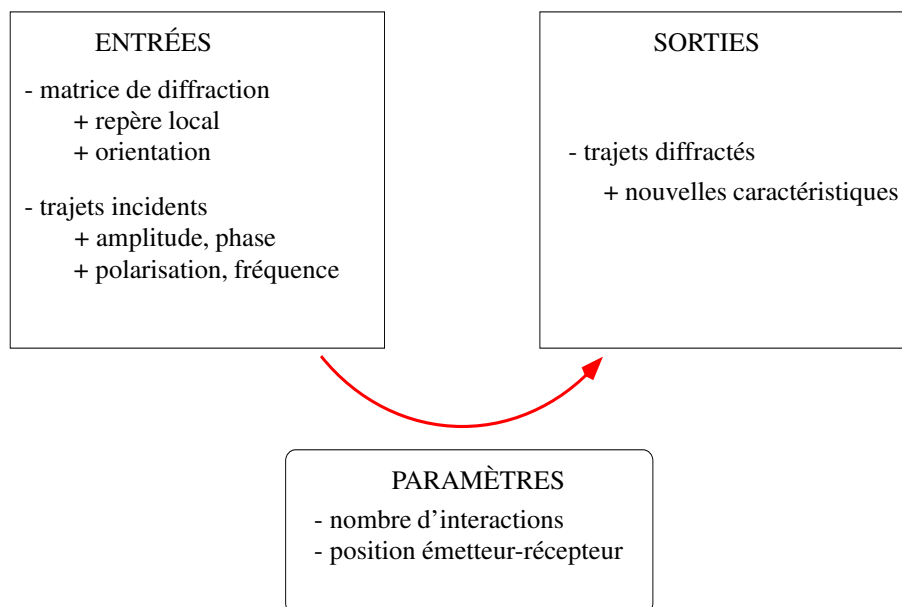 ENTRÉES
- matrice de diffraction
+ repère local
+ orientation
- trajets incidents
+ amplitude, phase
+ polarisation, fréquence
SORTIES
- trajets diffractés
+ nouvelles caractéristiques
PARAMÈTRES
- nombre d'interactions
- position émetteur-récepteur